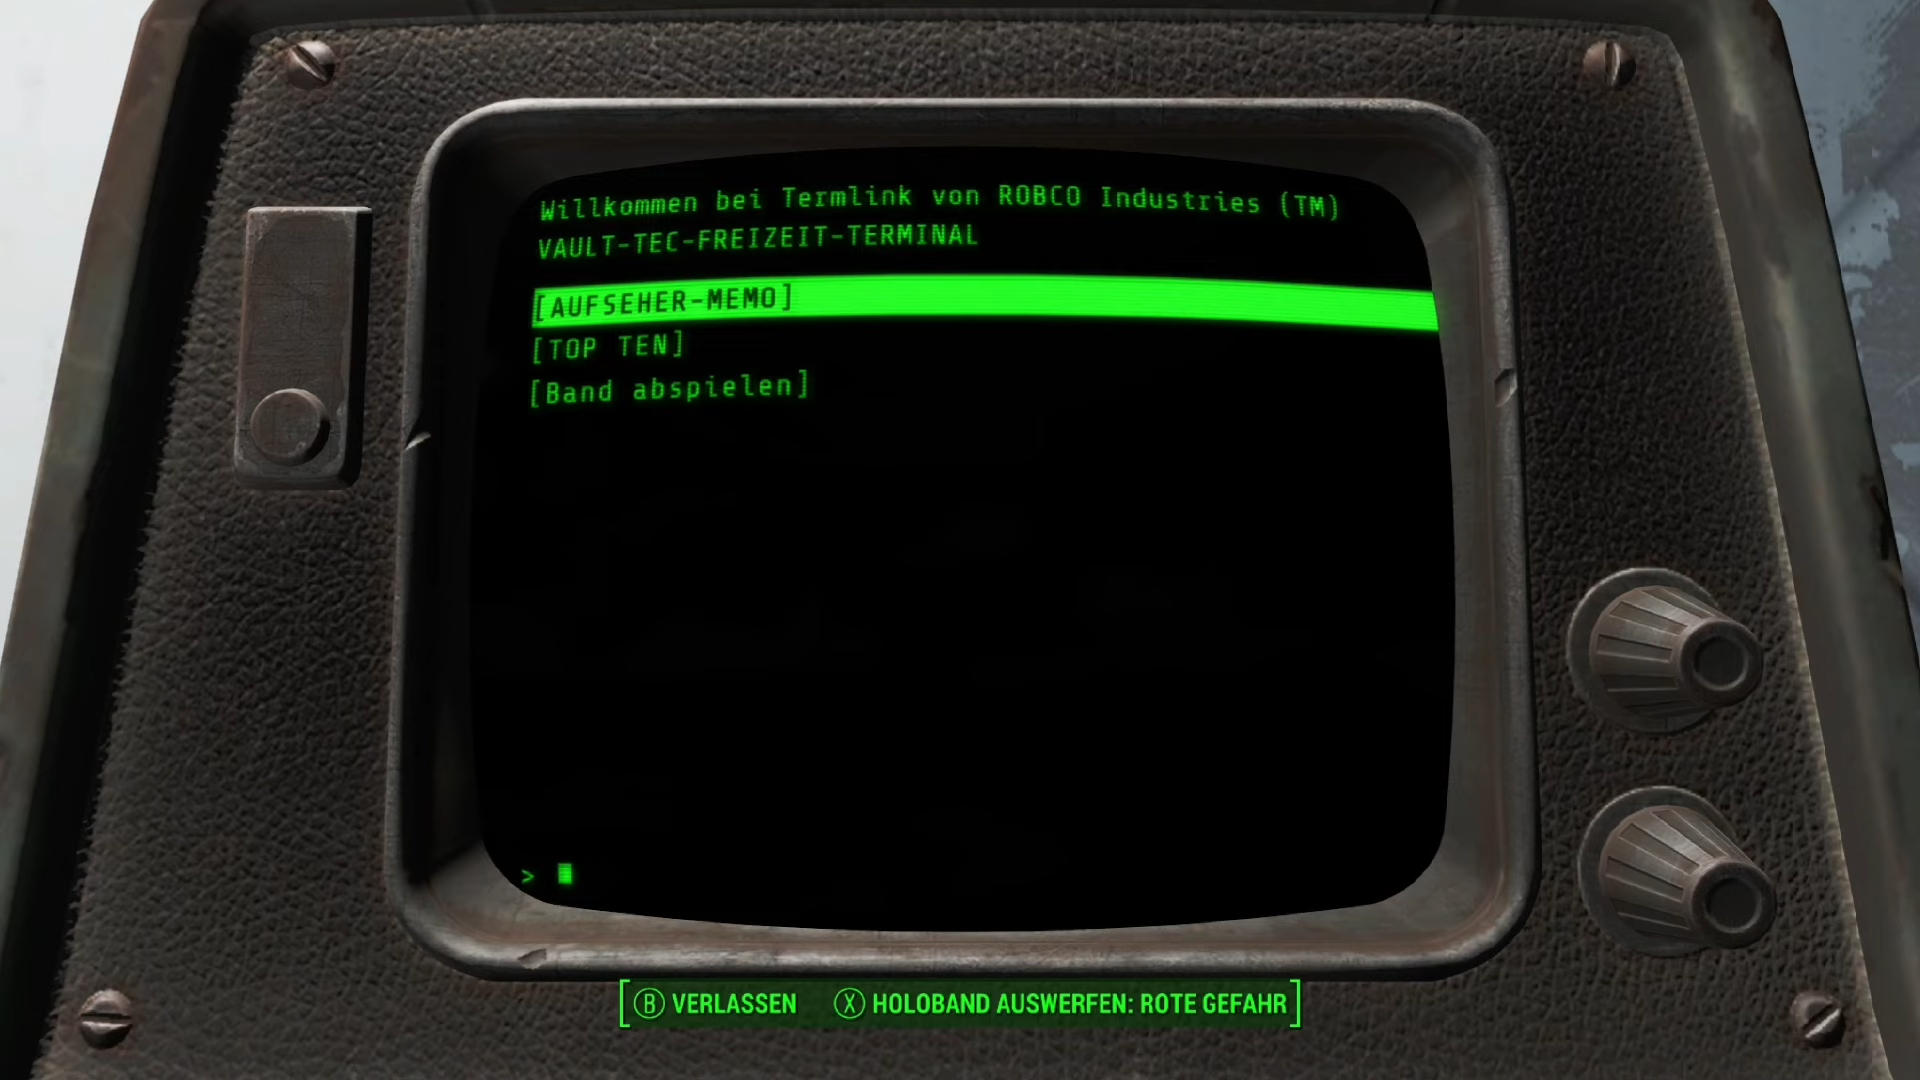 Willkommen bei Termlink von ROBCO Industries (TM)
VAULT-TEC-FREIZEIT-TERMINAL
[AUFSEHER-MEMO]
[TOP TEN]
[Band abspielen]
>
B VERLASSEN X HOLOBAND AUSWERFEN: ROTE GEFAHR